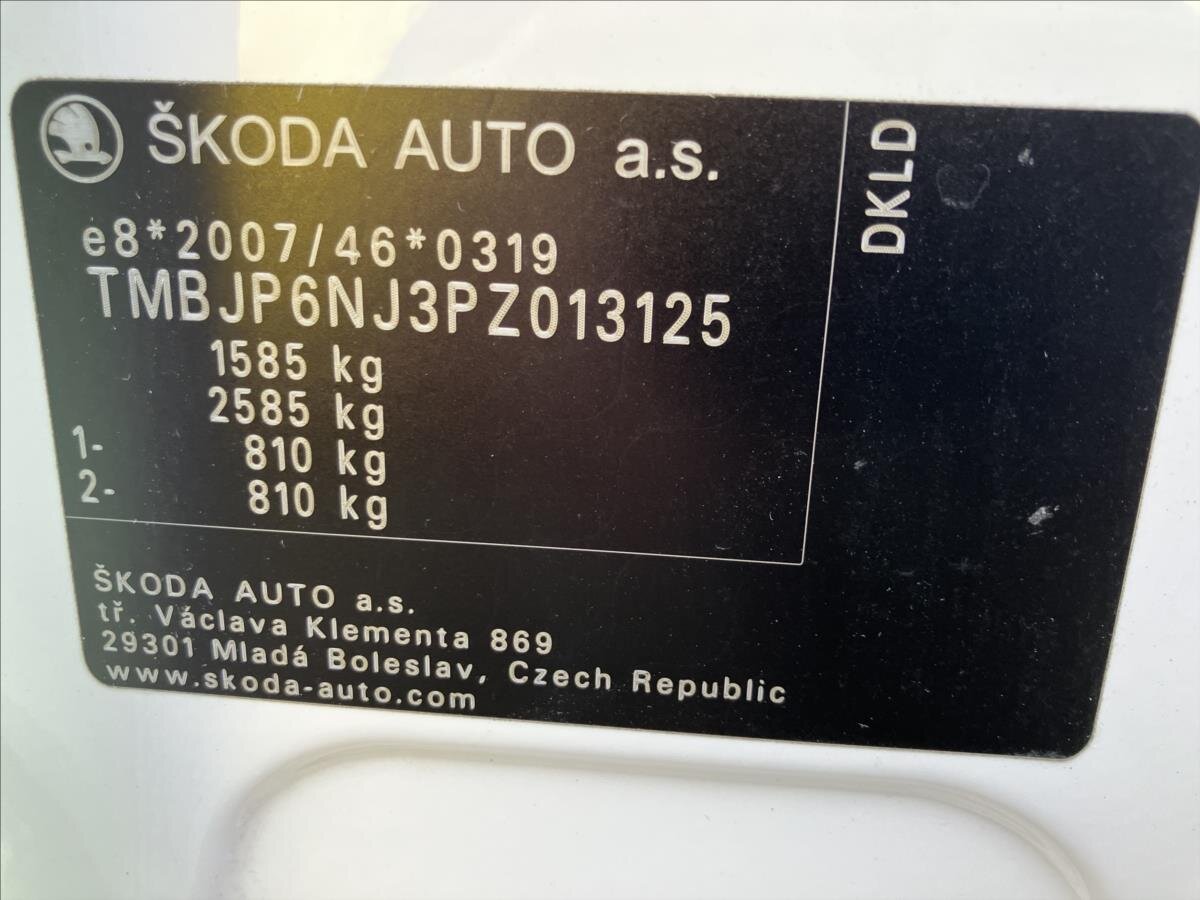 ŠKODA AUTO a.s.
e8*2007/46*0319
TMBJP6NJ3PZ013125
1585 kg
2585 kg
1- 810 kg
2- 810 kg
DKLD
ŠKODA AUTO a.s.
tř. Václava Klementa 869
29301 Mladá Boleslav, Czech Republic
www.skoda-auto.com